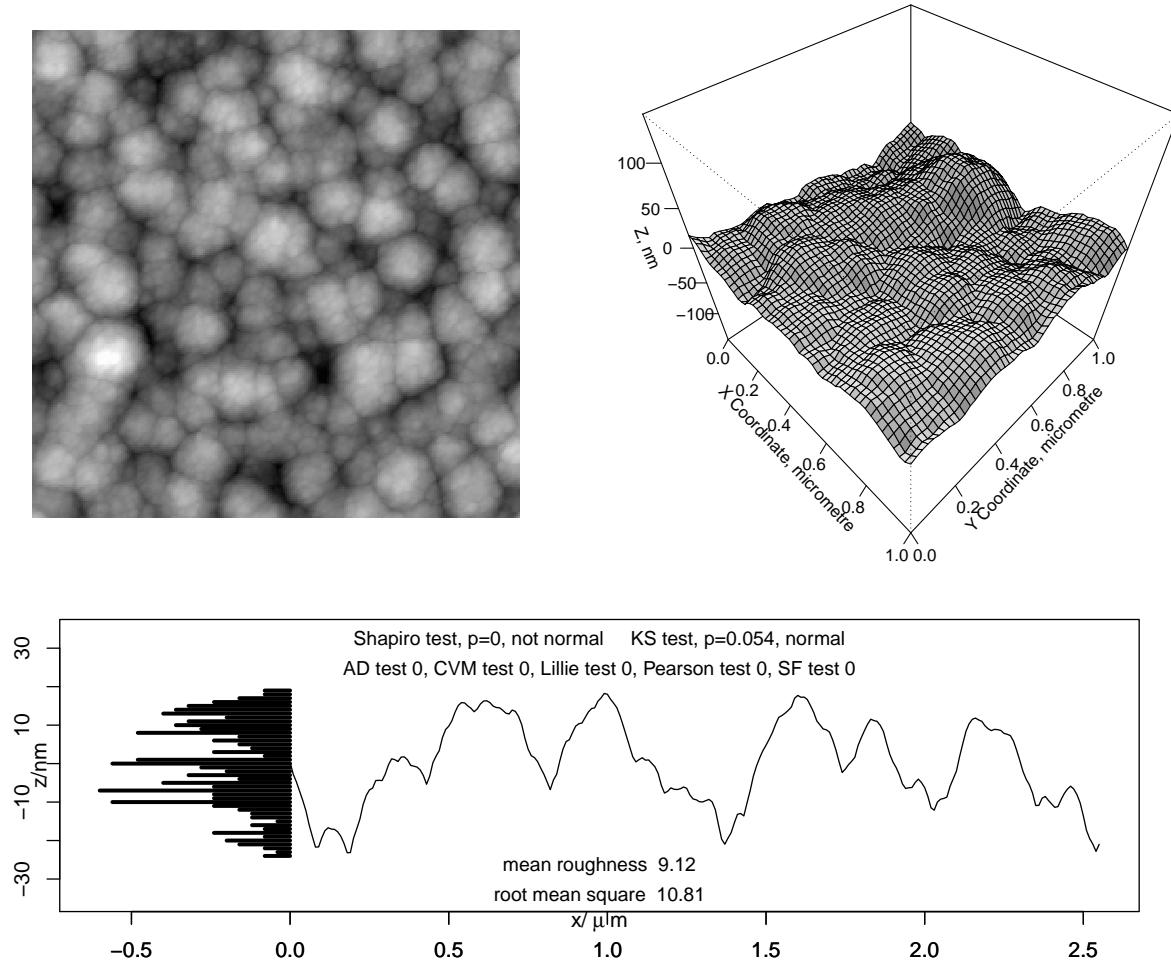 100
50
0
−50
−100
Z, nm
0.0
0.2
0.4
0.6
0.8
1.0
X Coordinate, micrometre
0.0
0.2
0.4
0.6
0.8
1.0
Y Coordinate, micrometre
Shapiro test, p=0, not normal KS test, p=0.054, normal
AD test 0, CVM test 0, Lillie test 0, Pearson test 0, SF test 0
30
10
−10
−30
z/nm
mean roughness 9.12
root mean square 10.81
x/ μm
−0.5 0.0 0.5 1.0 1.5 2.0 2.5